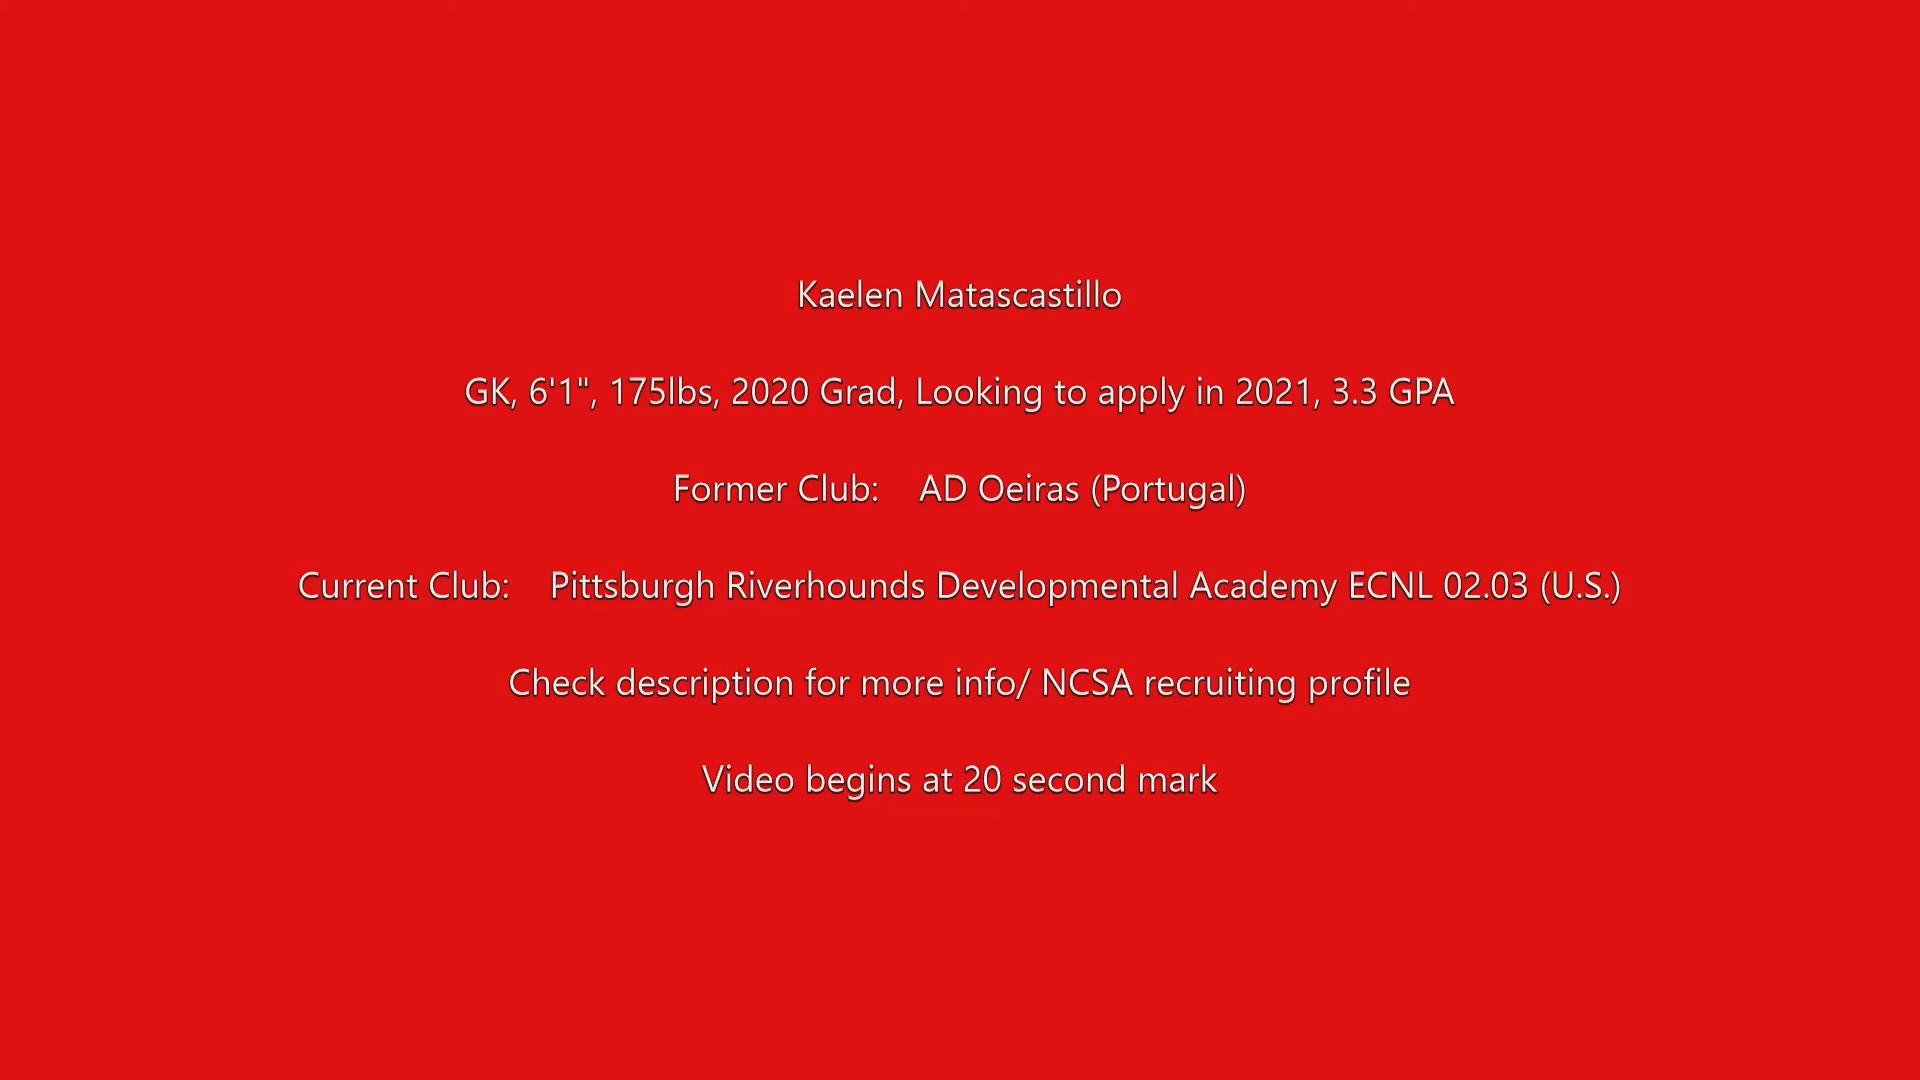 Kaelen Matascastillo
GK, 6'1", 175lbs, 2020 Grad, Looking to apply in 2021, 3.3 GPA
Former Club:    AD Oeiras (Portugal)
Current Club:    Pittsburgh Riverhounds Developmental Academy ECNL 02.03 (U.S.)
Check description for more info/ NCSA recruiting profile
Video begins at 20 second mark